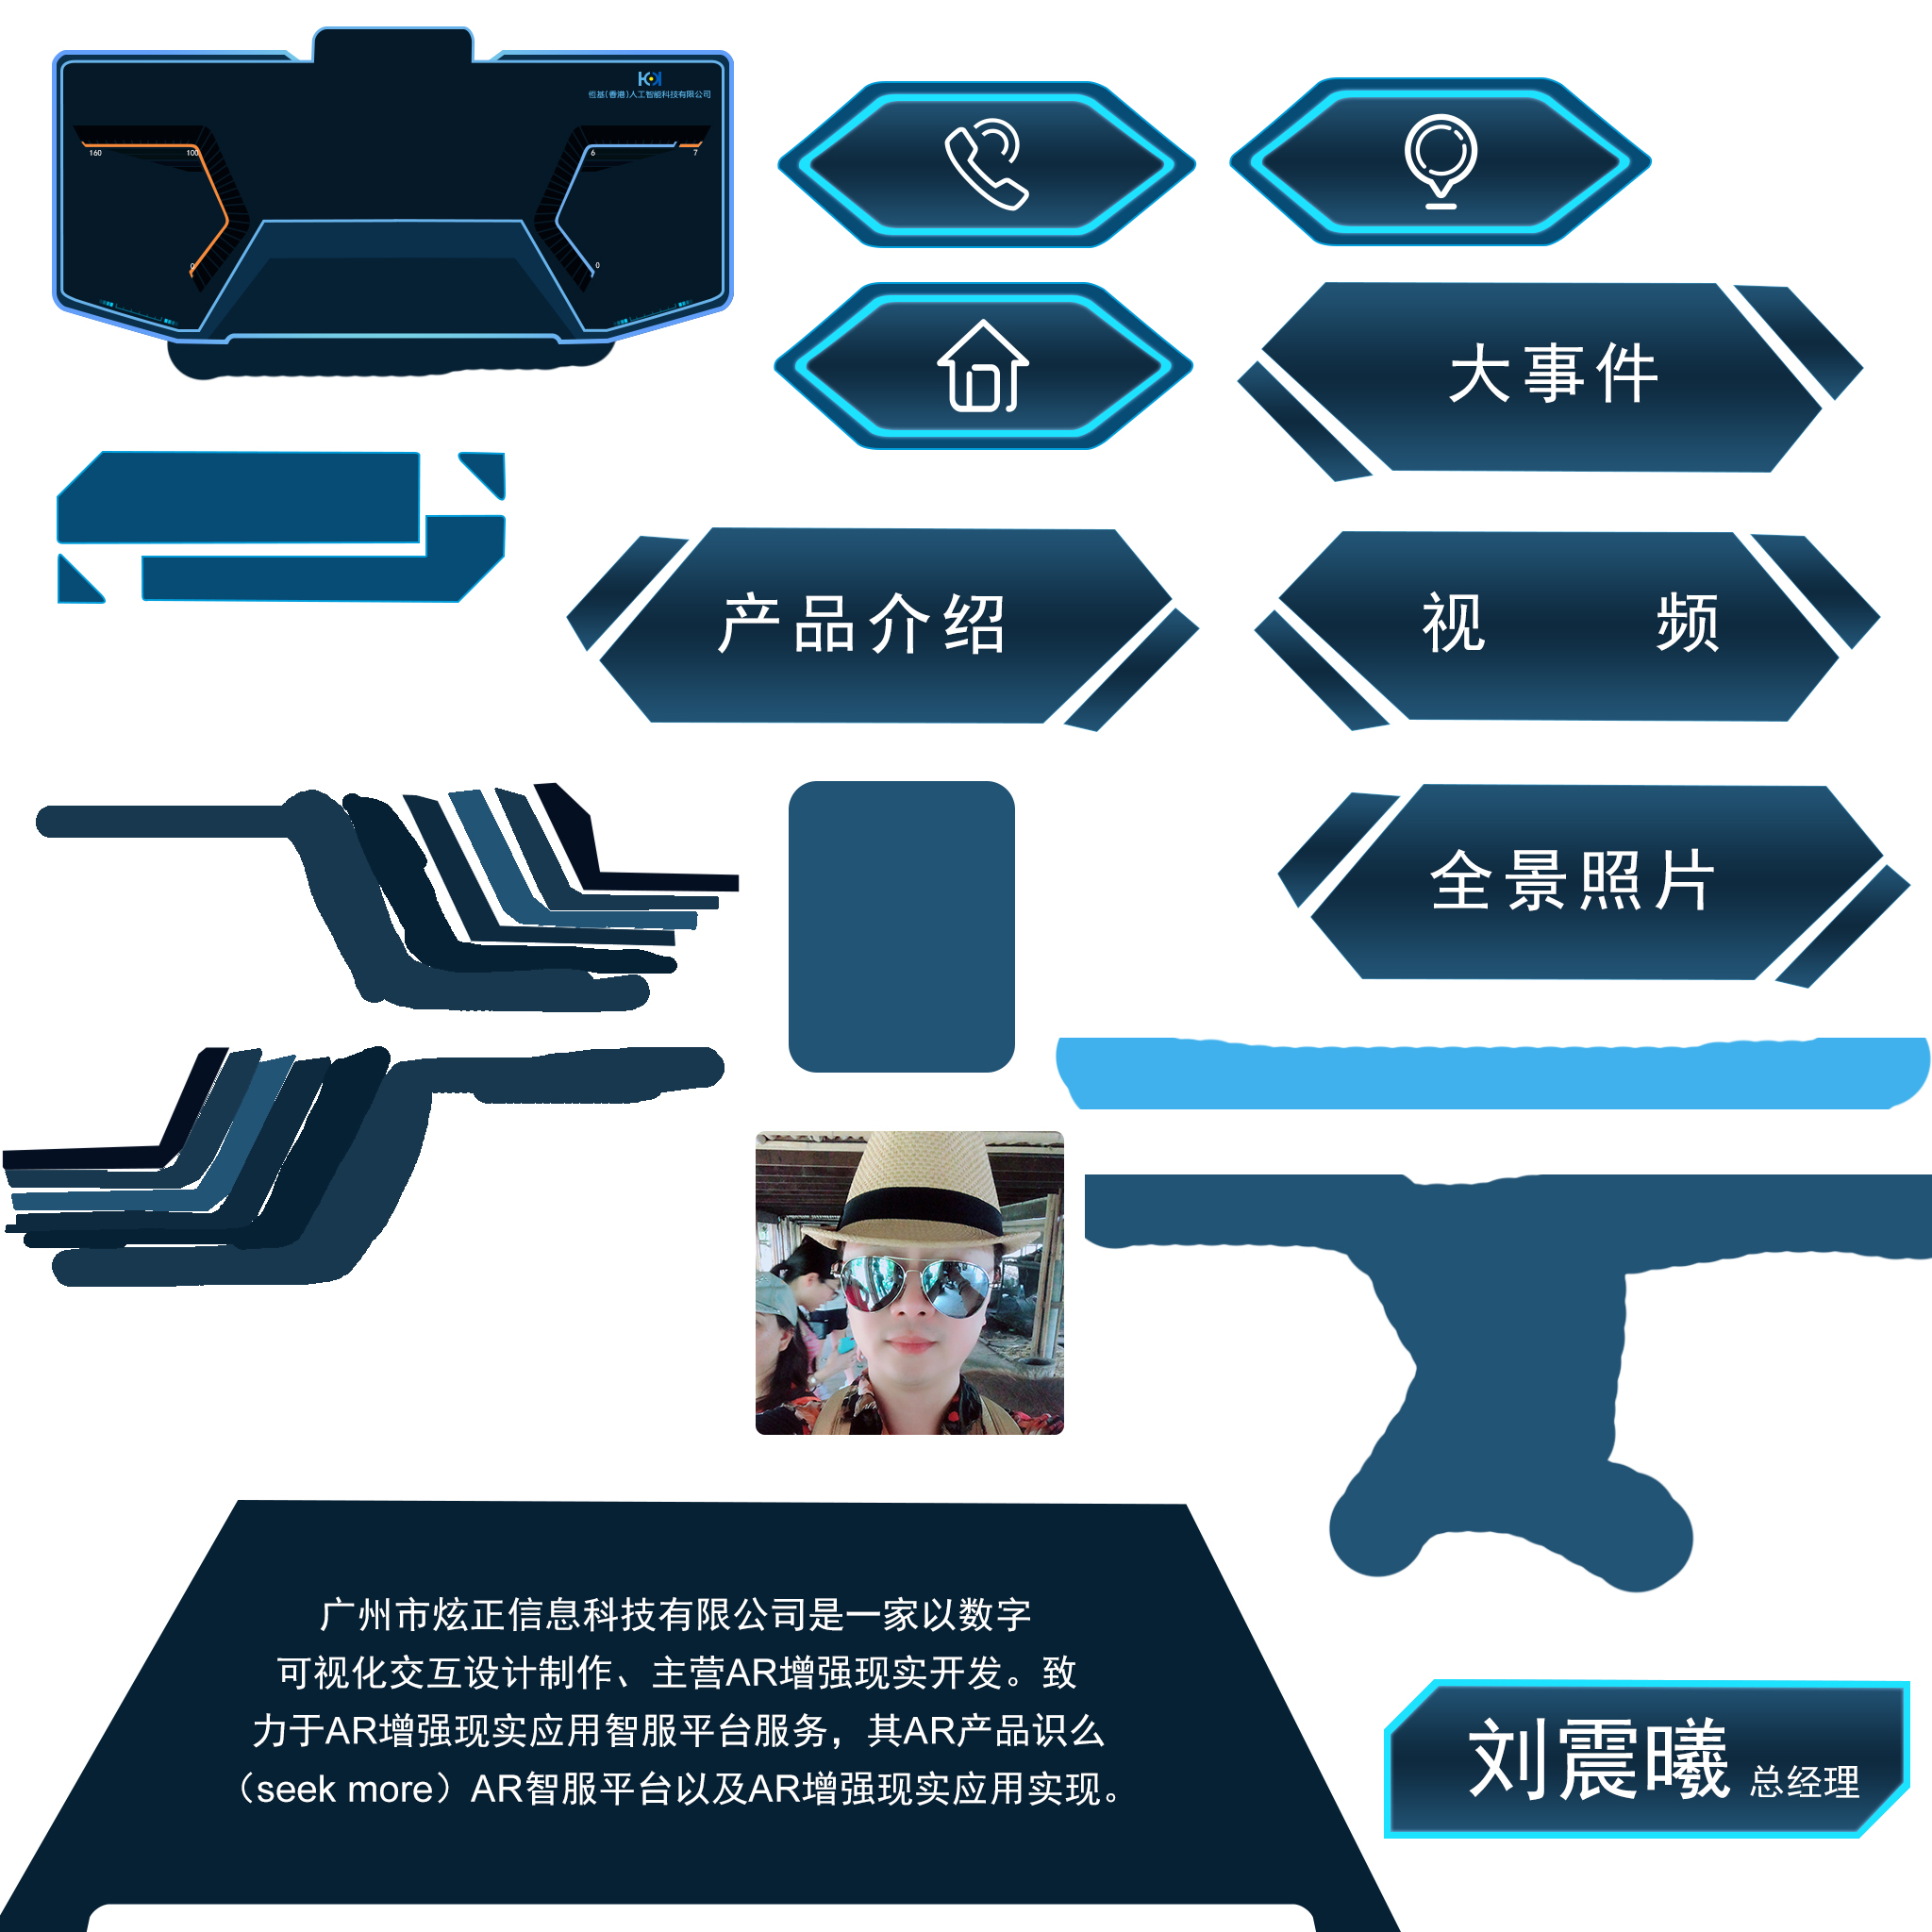 恒基(香港)人工智能科技有限公司
160
100
6
7
0
0
大事件
产品介绍
视 频
全景照片
广州市炫正信息科技有限公司是一家以数字
可视化交互设计制作、主营AR增强现实开发。致
力于AR增强现实应用智服平台服务，其AR产品识么
（seek more）AR智服平台以及AR增强现实应用实现。
刘震曦 总经理